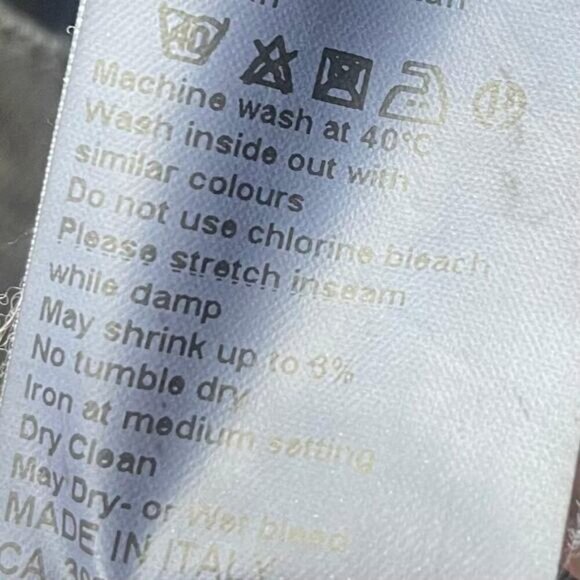 40
Machine wash at 40°C
Wash inside out with
similar colours
Do not use chlorine bleach
Please stretch inseam
while damp
May shrink up to 3%
No tumble dry
Iron at medium setting
Dry Clean
May Dry- or Wet bleed
MADE IN ITALY
CA